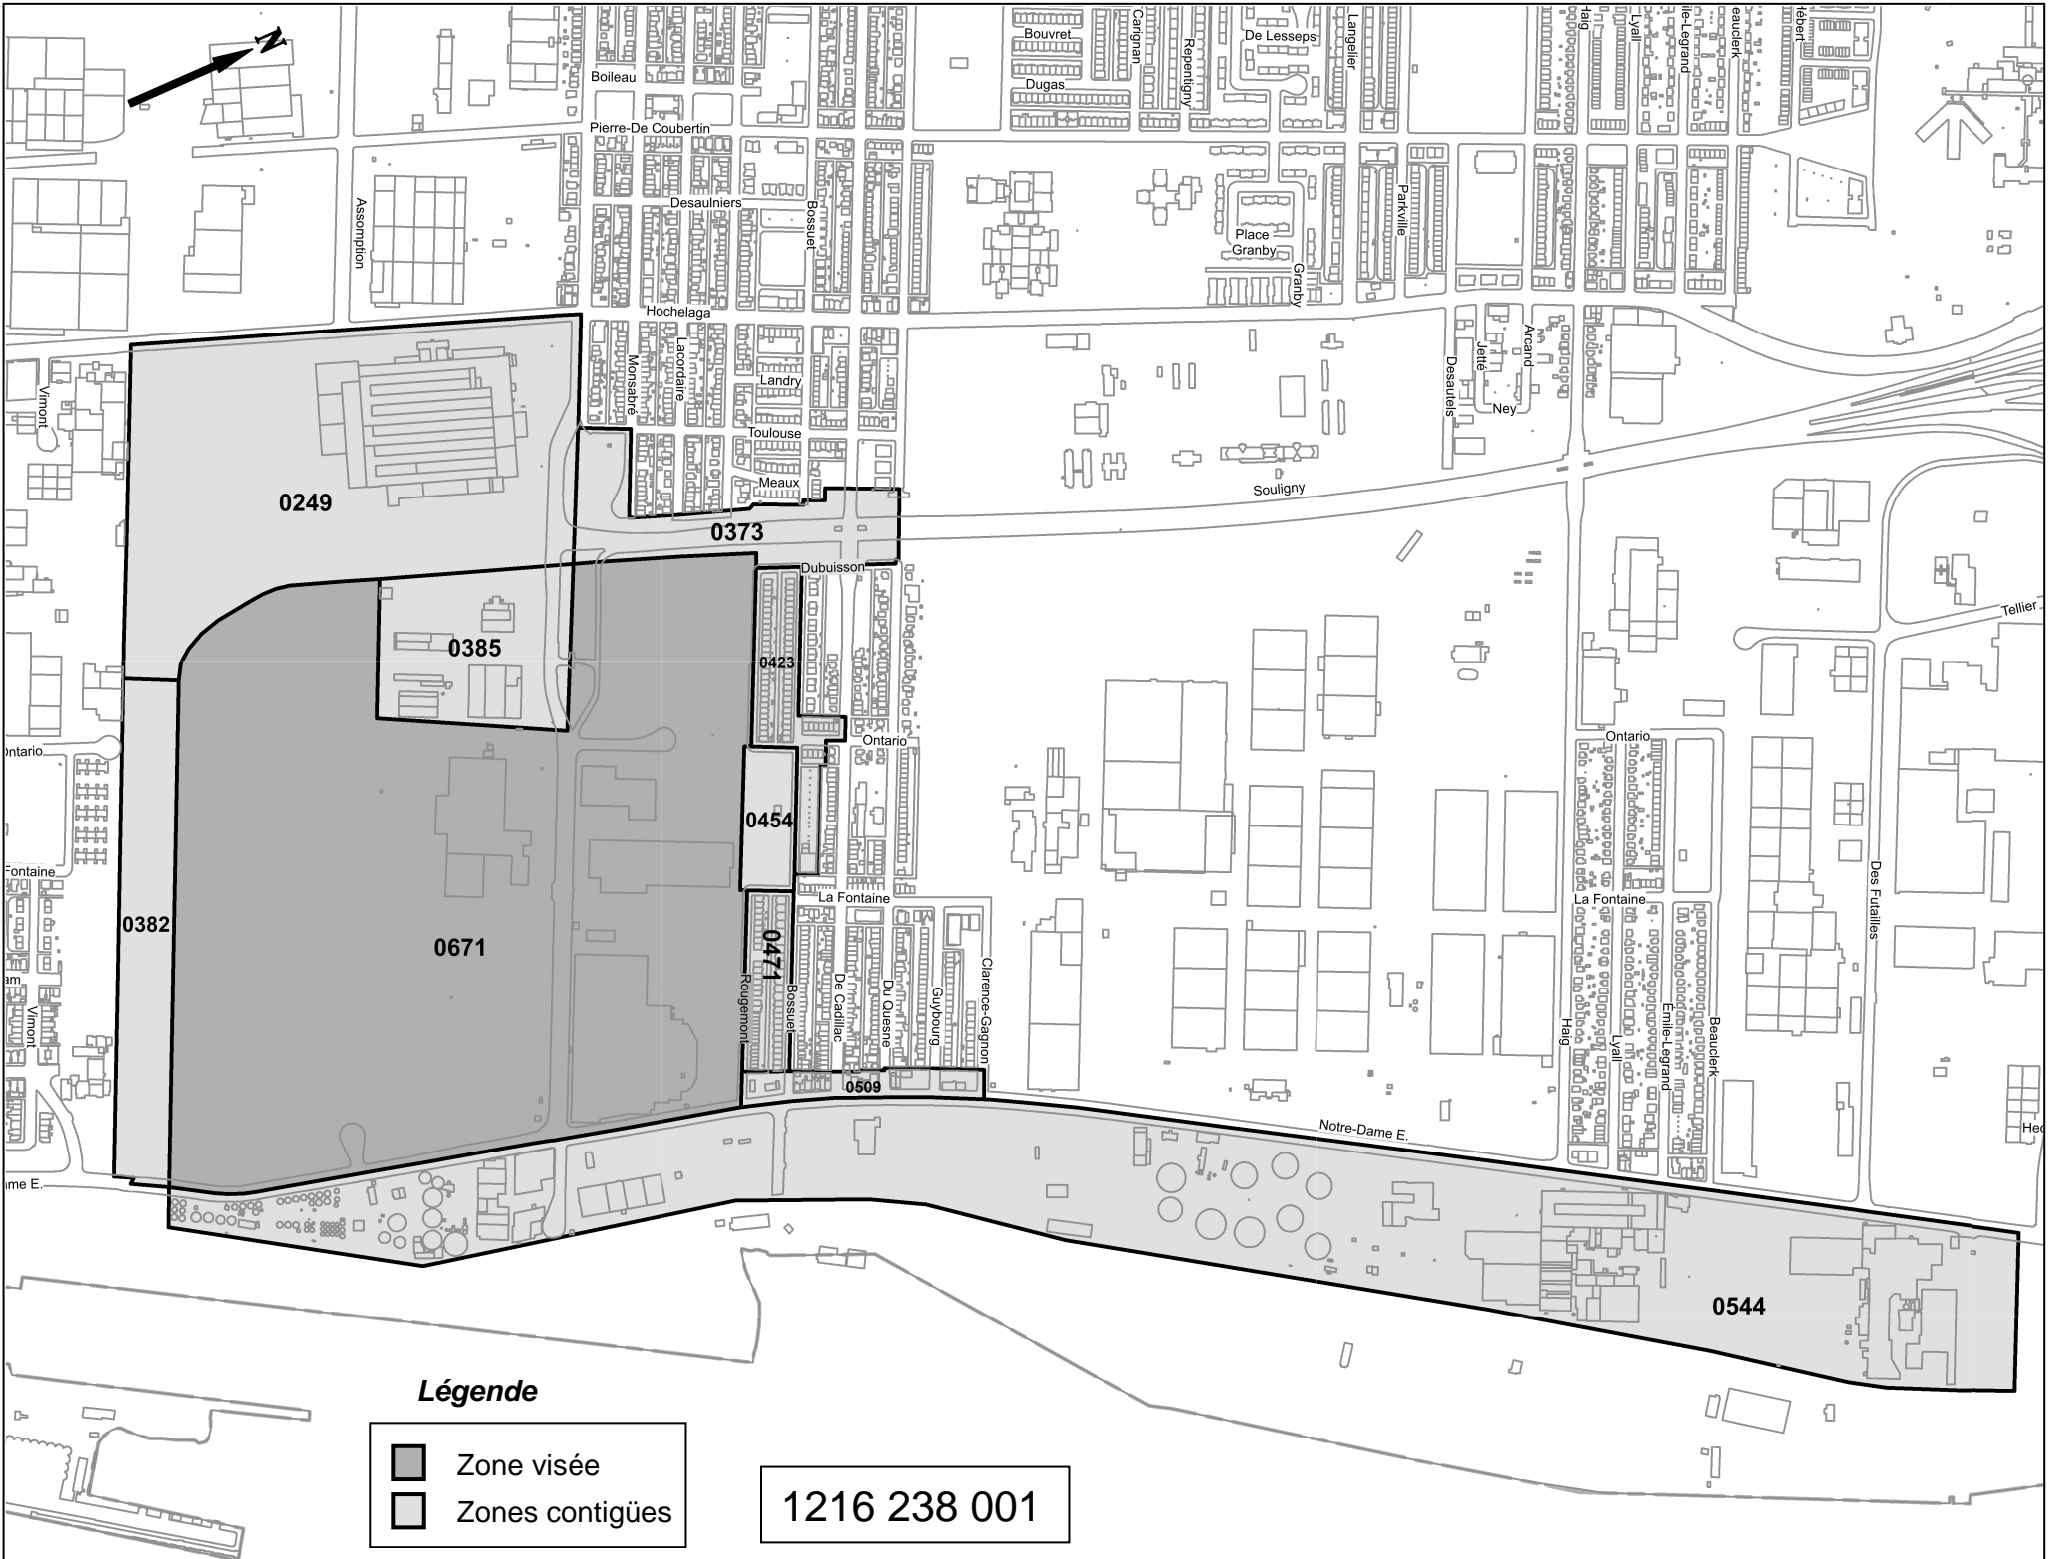 N
Bouvret
Carignan
Repentigny
De Lesseps
Langelier
Haig
Lyall
Hébert
Boileau
Dugas
Pierre-De Coubertin
Assomption
Desaulniers
Bossuet
Parkville
Place
Granby
Granby
Hochelaga
Monsabré
Lacordaire
Landry
Vimont
Desautels
Jetté
Arcand
Ney
Toulouse
Meaux
Souligny
0249
0373
Dubuisson
Tellier
0385
0423
Ontario
Ontario
Ontario
0454
Des Futailles
Fontaine
La Fontaine
La Fontaine
0382
0671
0471
Rougemont
Bossuet
De Cadillac
Du Quesne
Guybourg
Clarence-Gagnon
Vimont
Haig
Lyall
Emile-Legrand
Beauclerk
0509
Notre-Dame E.
ame E.
0544
Légende
Zone visée
Zones contigües
1216 238 001